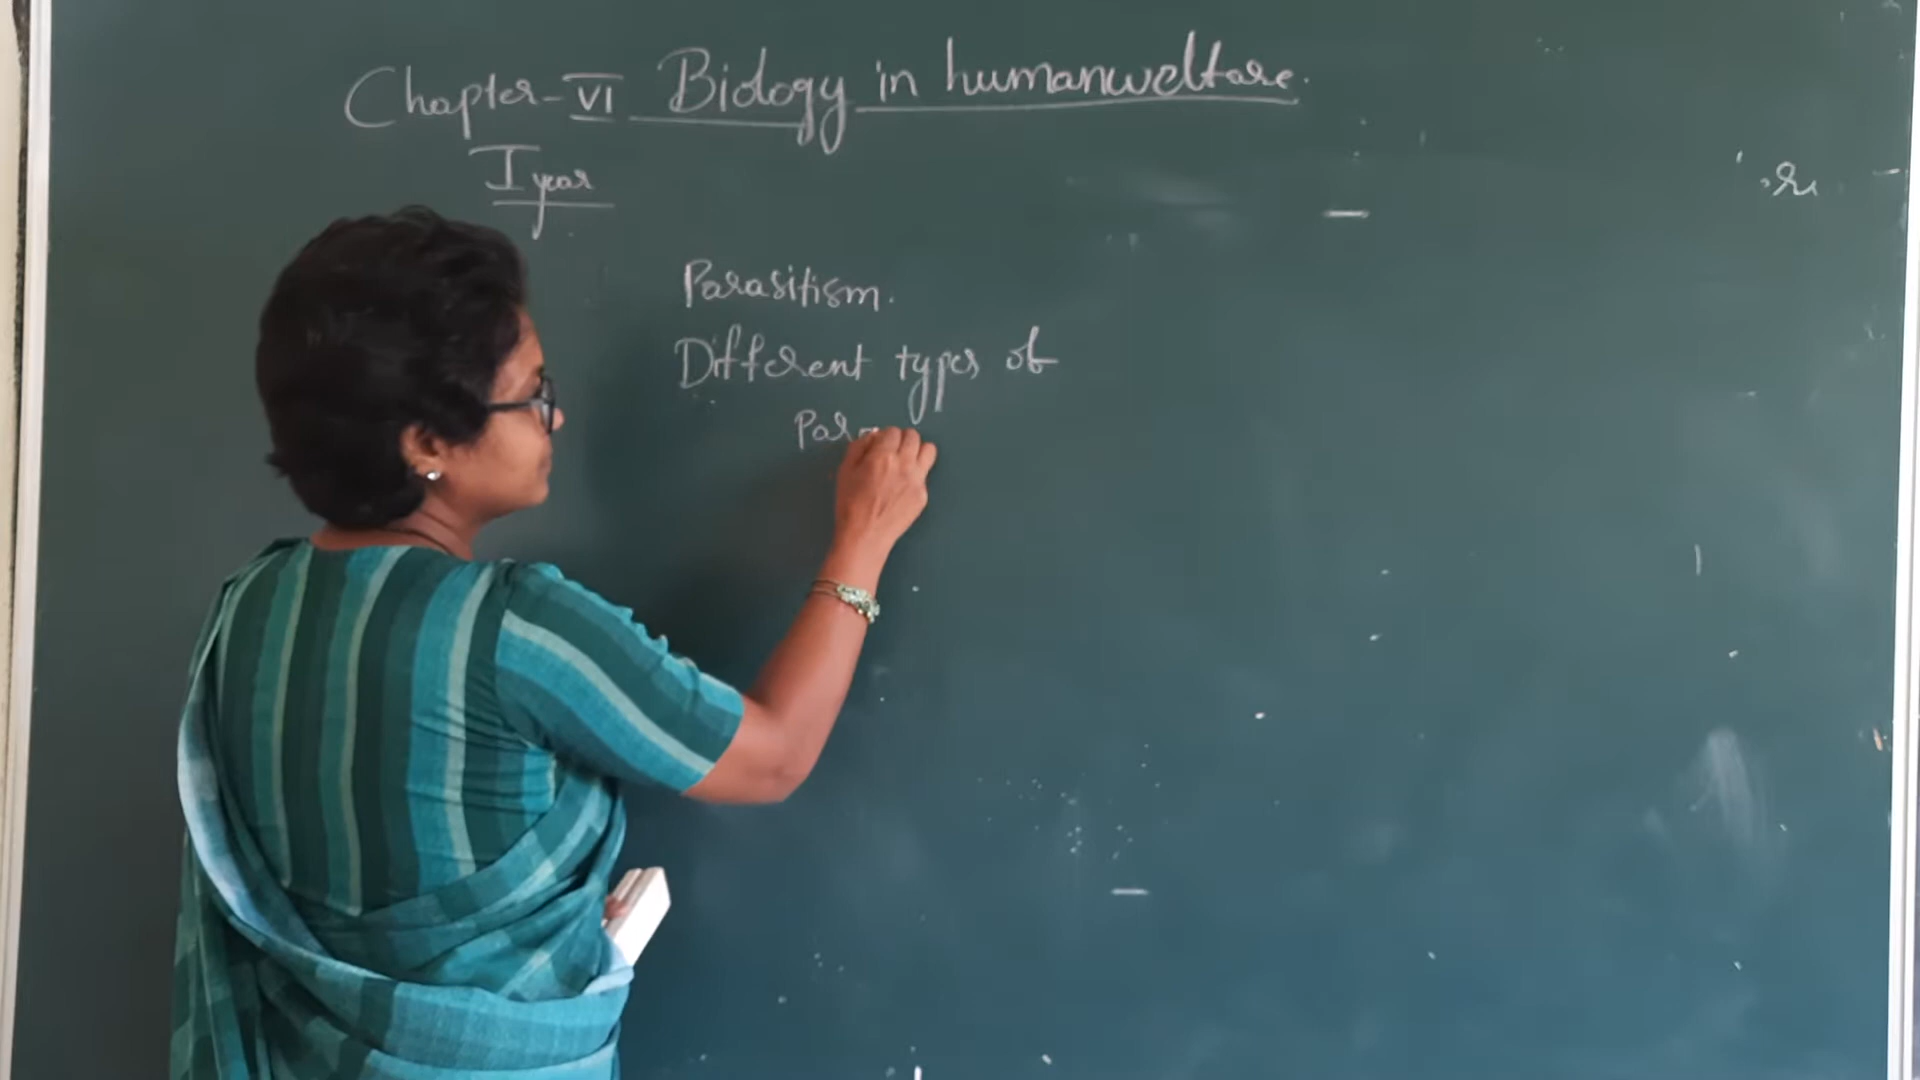 Chapter-VI Biology in humanwelfare.
I year
Parasitism.
Different types of
Para